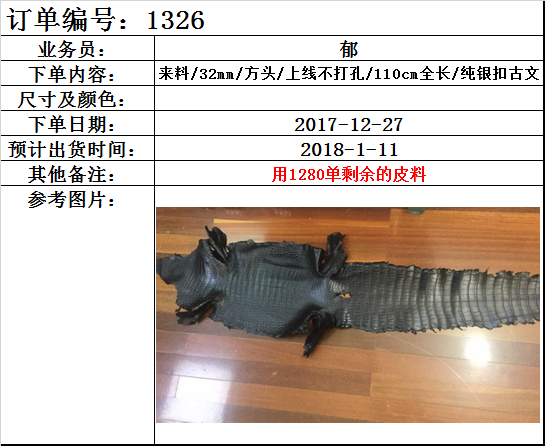 订单编号：1326
业务员： 郁
下单内容： 来料/32mm/方头/上线不打孔/110cm全长/纯银扣古文
尺寸及颜色：
下单日期： 2017-12-27
预计出货时间： 2018-1-11
其他备注： 用1280单剩余的皮料
参考图片：